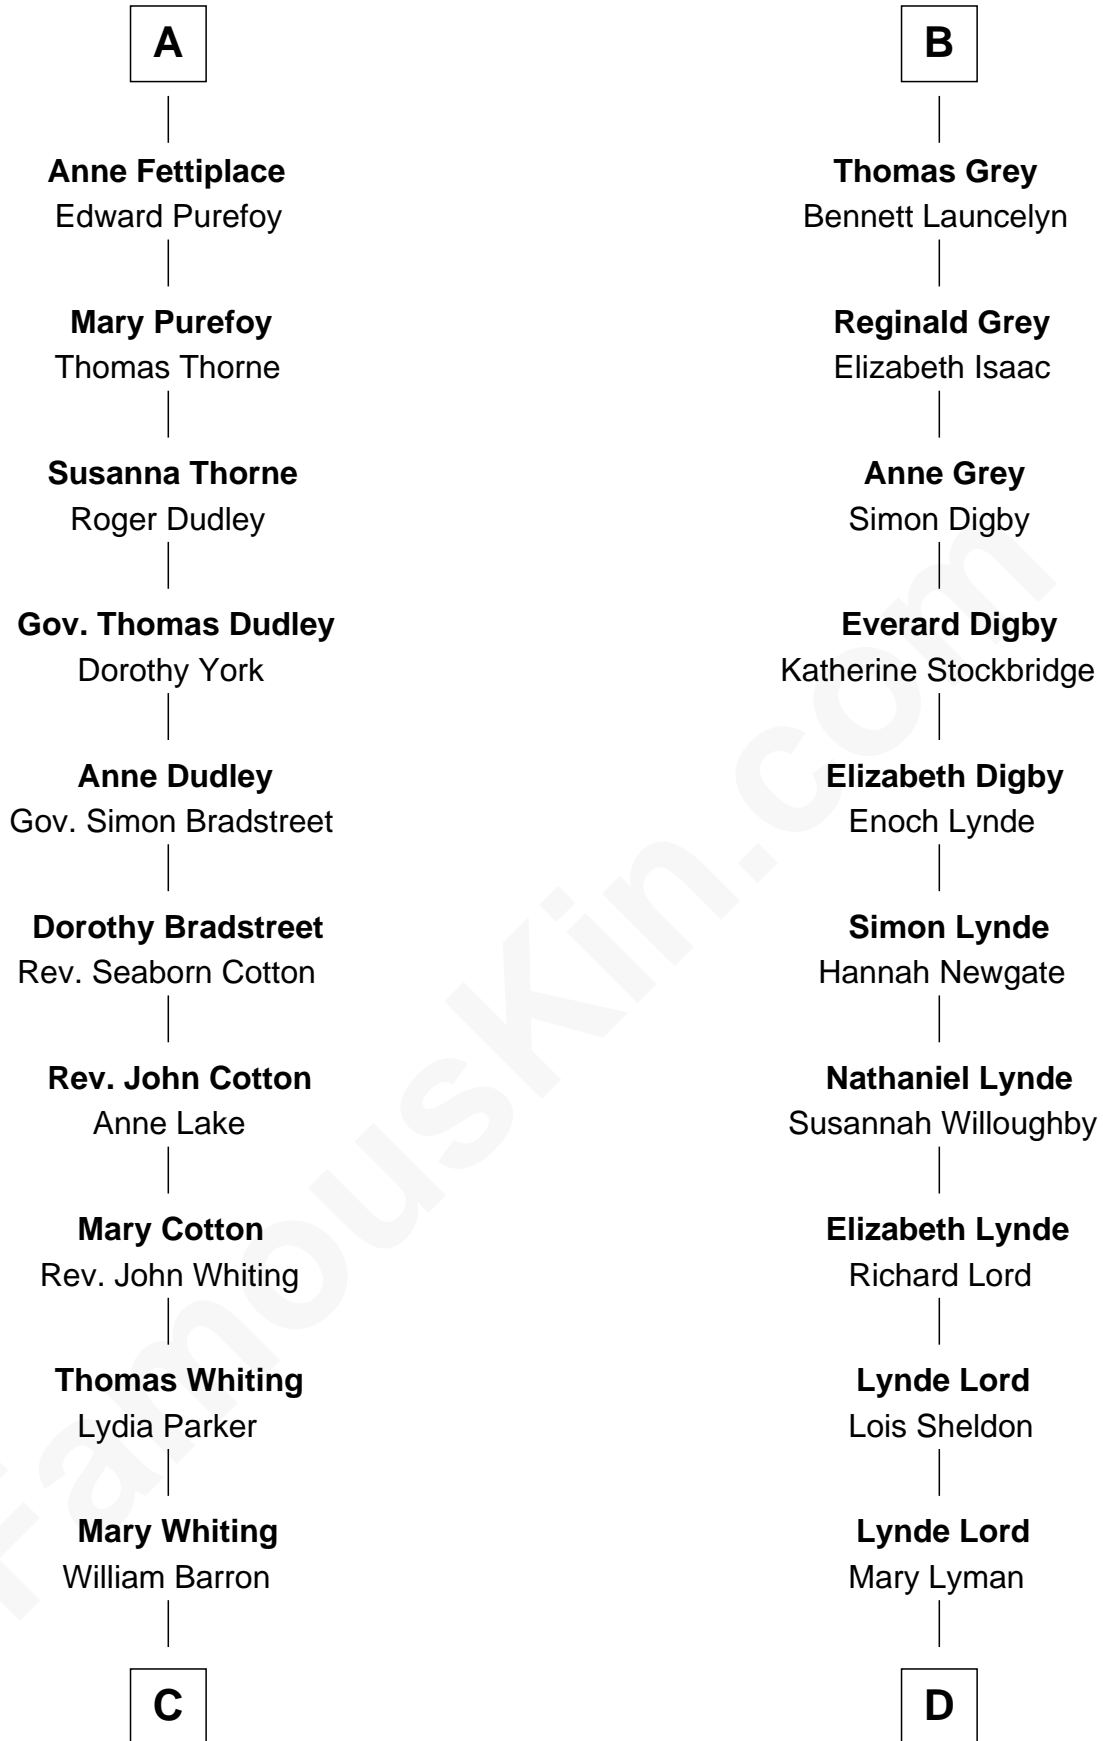 A
Anne Fettiplace
Edward Purefoy
Mary Purefoy
Thomas Thorne
Susanna Thorne
Roger Dudley
Gov. Thomas Dudley
Dorothy York
Anne Dudley
Gov. Simon Bradstreet
Dorothy Bradstreet
Rev. Seaborn Cotton
Rev. John Cotton
Anne Lake
Mary Cotton
Rev. John Whiting
Thomas Whiting
Lydia Parker
Mary Whiting
William Barron
C
B
Thomas Grey
Bennett Launcelyn
Reginald Grey
Elizabeth Isaac
Anne Grey
Simon Digby
Everard Digby
Katherine Stockbridge
Elizabeth Digby
Enoch Lynde
Simon Lynde
Hannah Newgate
Nathaniel Lynde
Susannah Willoughby
Elizabeth Lynde
Richard Lord
Lynde Lord
Lois Sheldon
Lynde Lord
Mary Lyman
D
FamousKin.com